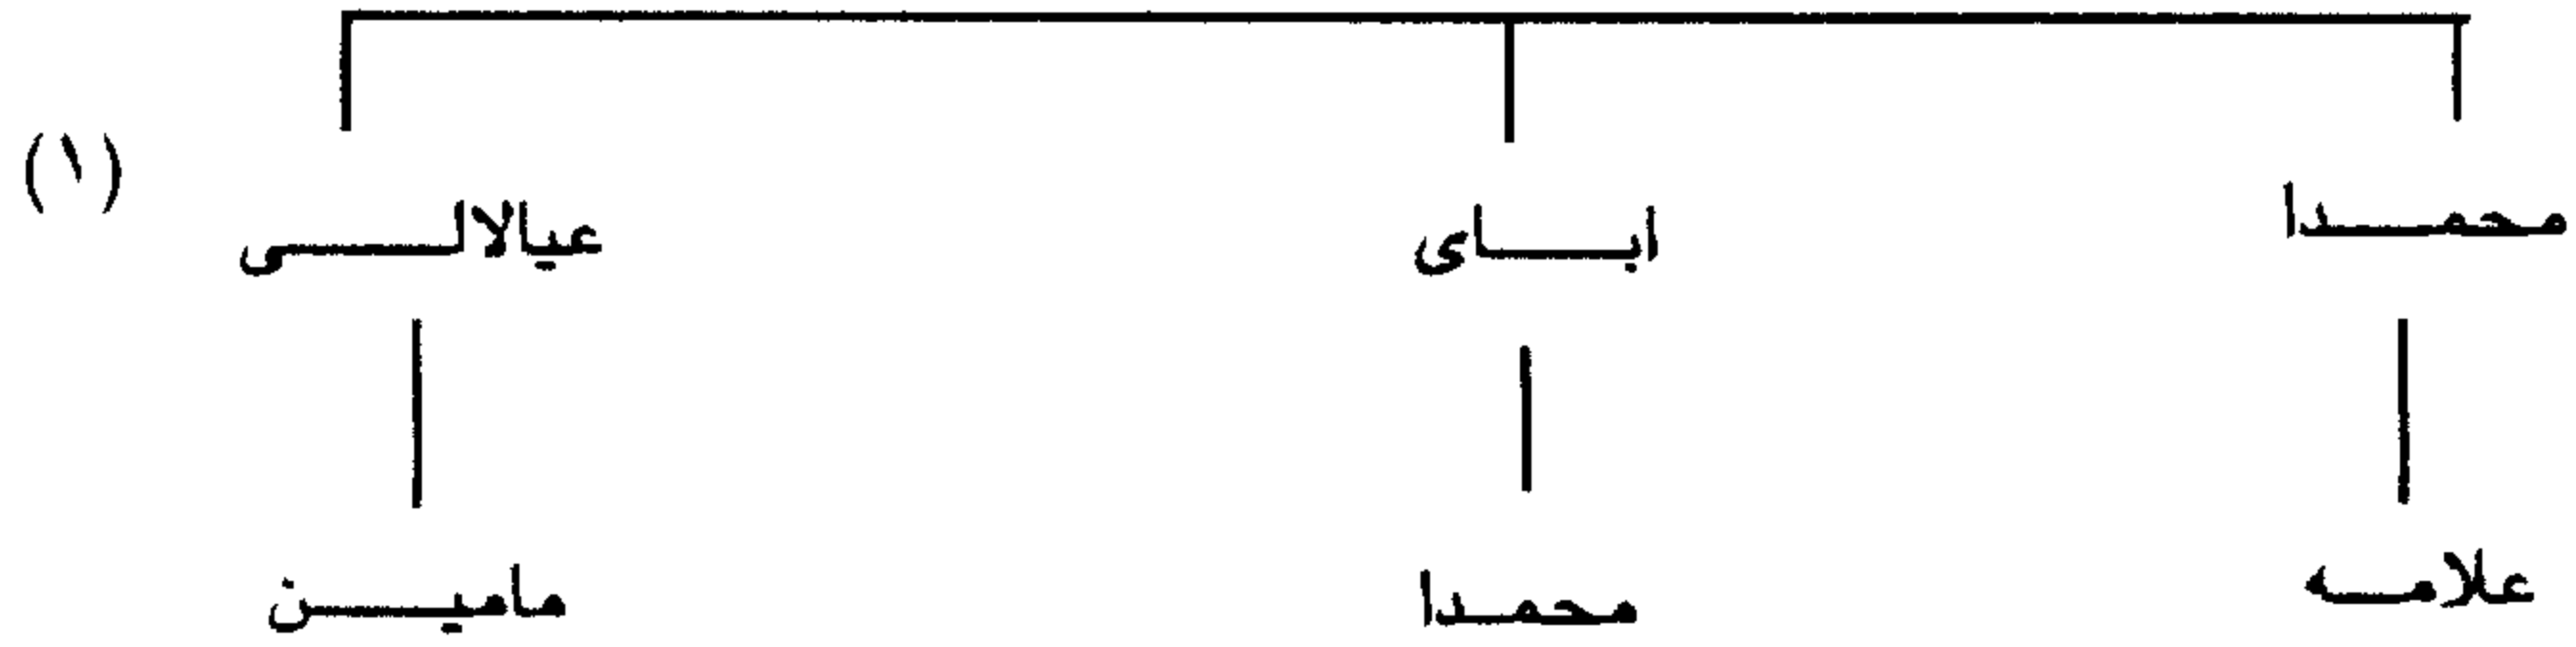 (١)
محمدا ابای عيالالى
علامه محمدا مامين